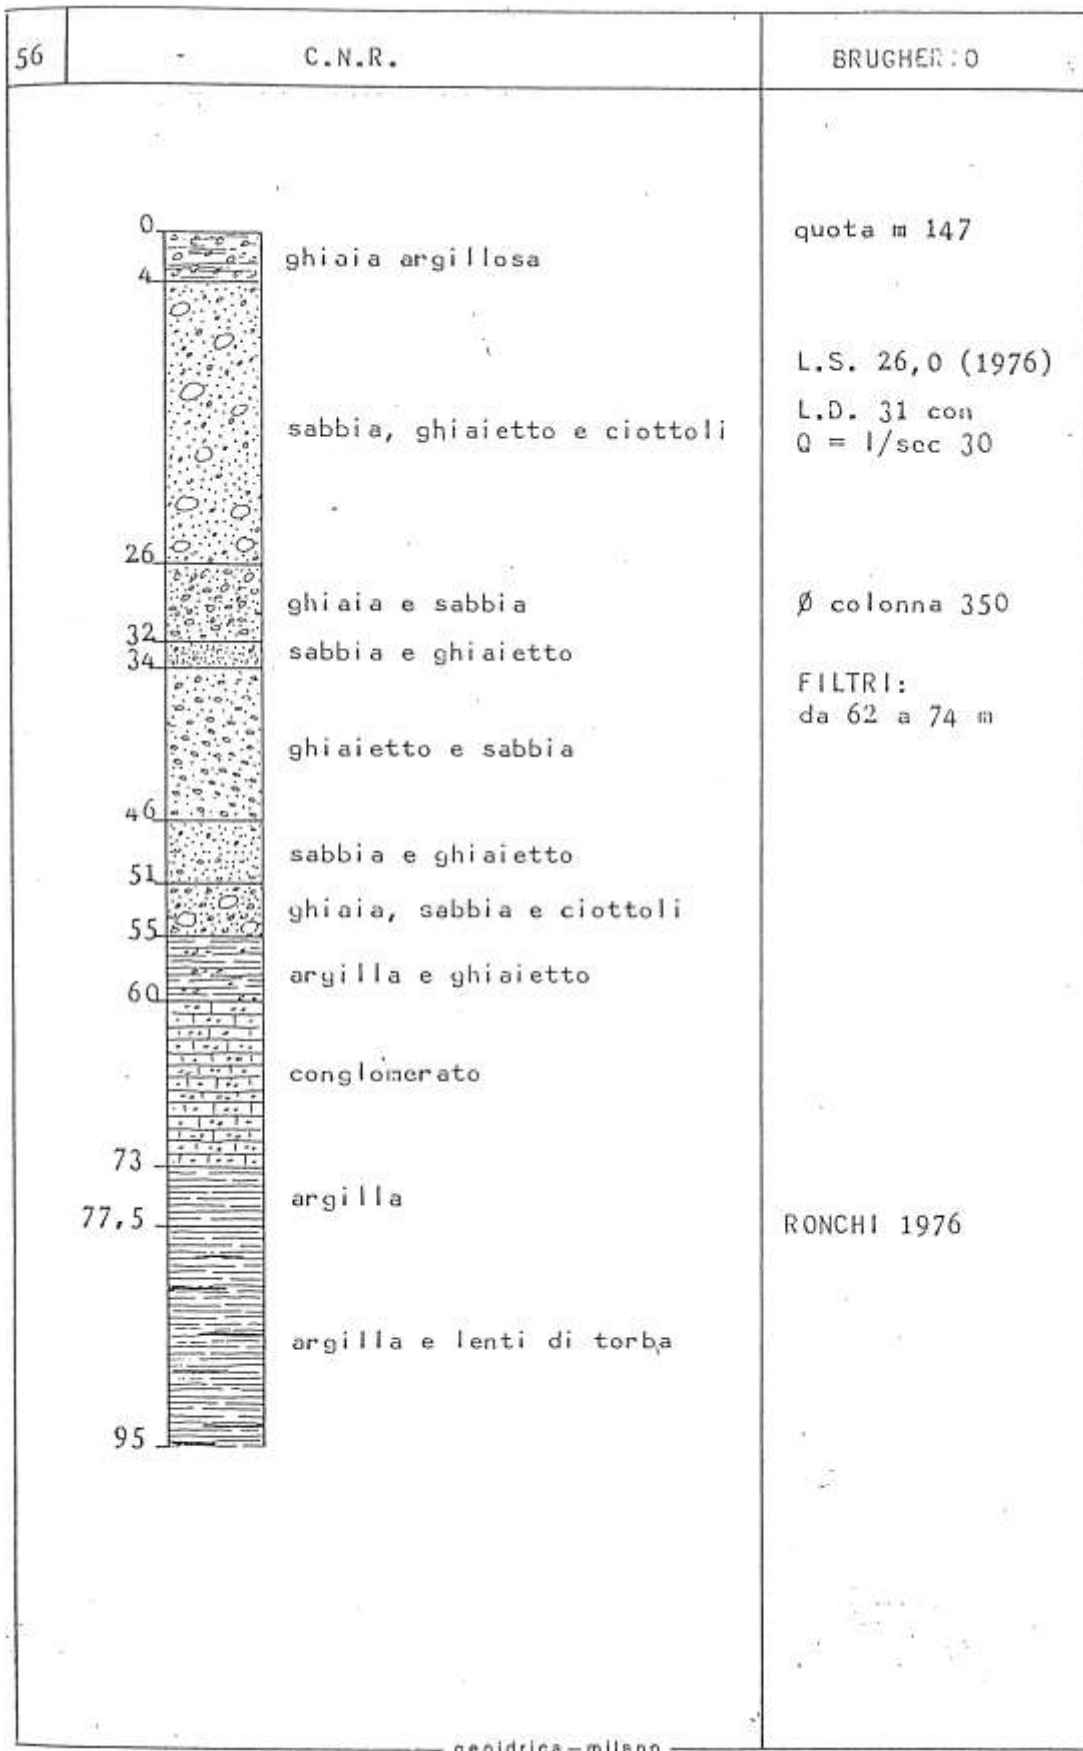 56
C.N.R.
BRUGHERIO
0
ghiaia argillosa
quota m 147
4
L.S. 26,0 (1976)
L.D. 31 con
sabbia, ghiaietto e ciottoli
Q = l/sec 30
26
ghiaia e sabbia
Ø colonna 350
32
sabbia e ghiaietto
34
FILTRI:
da 62 a 74 m
ghiaietto e sabbia
46
sabbia e ghiaietto
51
ghiaia, sabbia e ciottoli
55
argilla e ghiaietto
60
conglomerato
73
argilla
77,5
RONCHI 1976
argilla e lenti di torba
95
geoidrica – milano